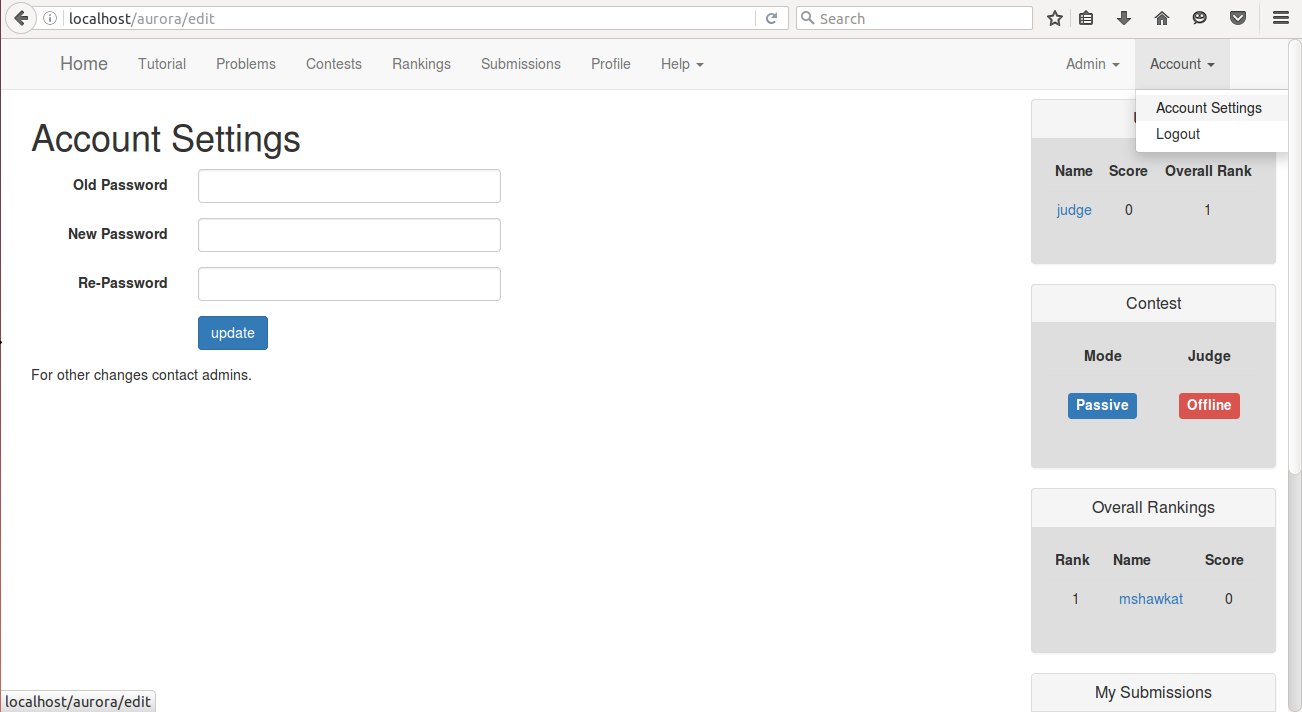 localhost/aurora/edit
Search
Home Tutorial Problems Contests Rankings Submissions Profile Help Admin Account
Account Settings
Logout
Account Settings
Old Password
New Password
Re-Password
update
For other changes contact admins.
Name Score Overall Rank
judge 0 1
Contest
Mode Judge
Passive Offline
Overall Rankings
Rank Name Score
1 mshawkat 0
My Submissions
localhost/aurora/edit